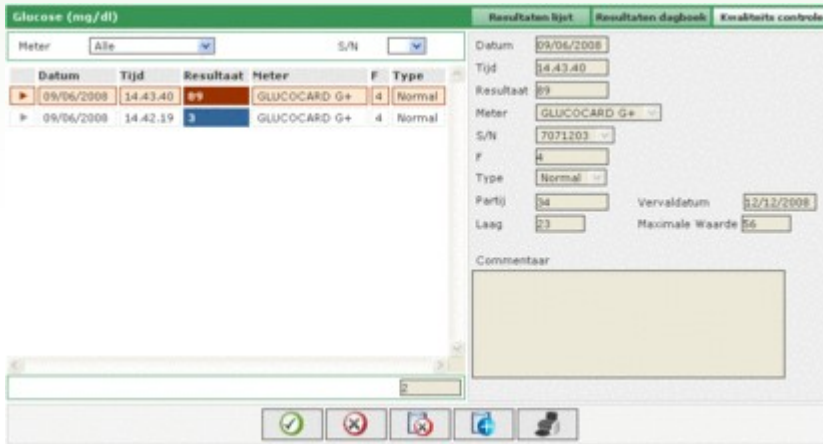 Glucose (mg/dl)
Resultaten lijst Resultaten dagboek Kwaliteits controle
Meter Alle S/N
Datum Tijd Resultaat Meter F Type
09/06/2008 14.43.40 89 GLUCOCARD G+ 4 Normal
09/06/2008 14.42.19 3 GLUCOCARD G+ 4 Normal
2
Datum 09/06/2008
Tijd 14.43.40
Resultaat 89
Meter GLUCOCARD G+
S/N 7071203
F 4
Type Normal
Partij 34 Vervaldatum 12/12/2008
Laag 23 Maximale Waarde 56
Commentaar